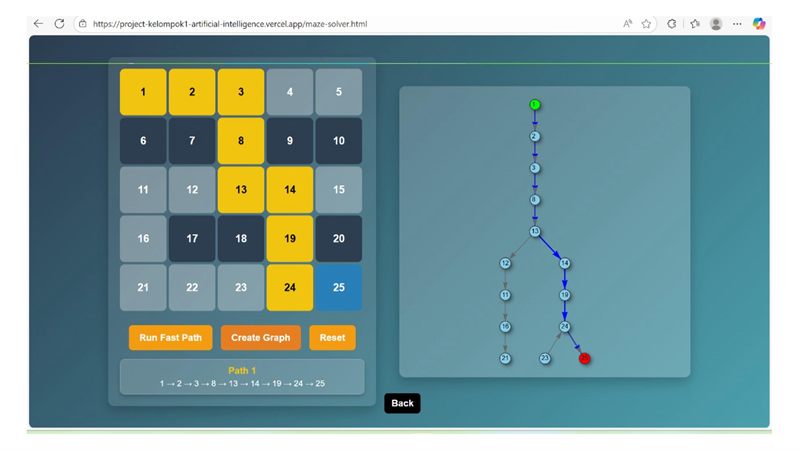 https://project-kelompok1-artificial-intelligence.vercel.app/maze-solver.html
1 2 3 4 5
6 7 8 9 10
11 12 13 14 15
16 17 18 19 20
21 22 23 24 25
Run Fast Path Create Graph Reset
Path 1
1 → 2 → 3 → 8 → 13 → 14 → 19 → 24 → 25
Back
1
2
3
8
13
12 14
11 19
16 24
21 23 25